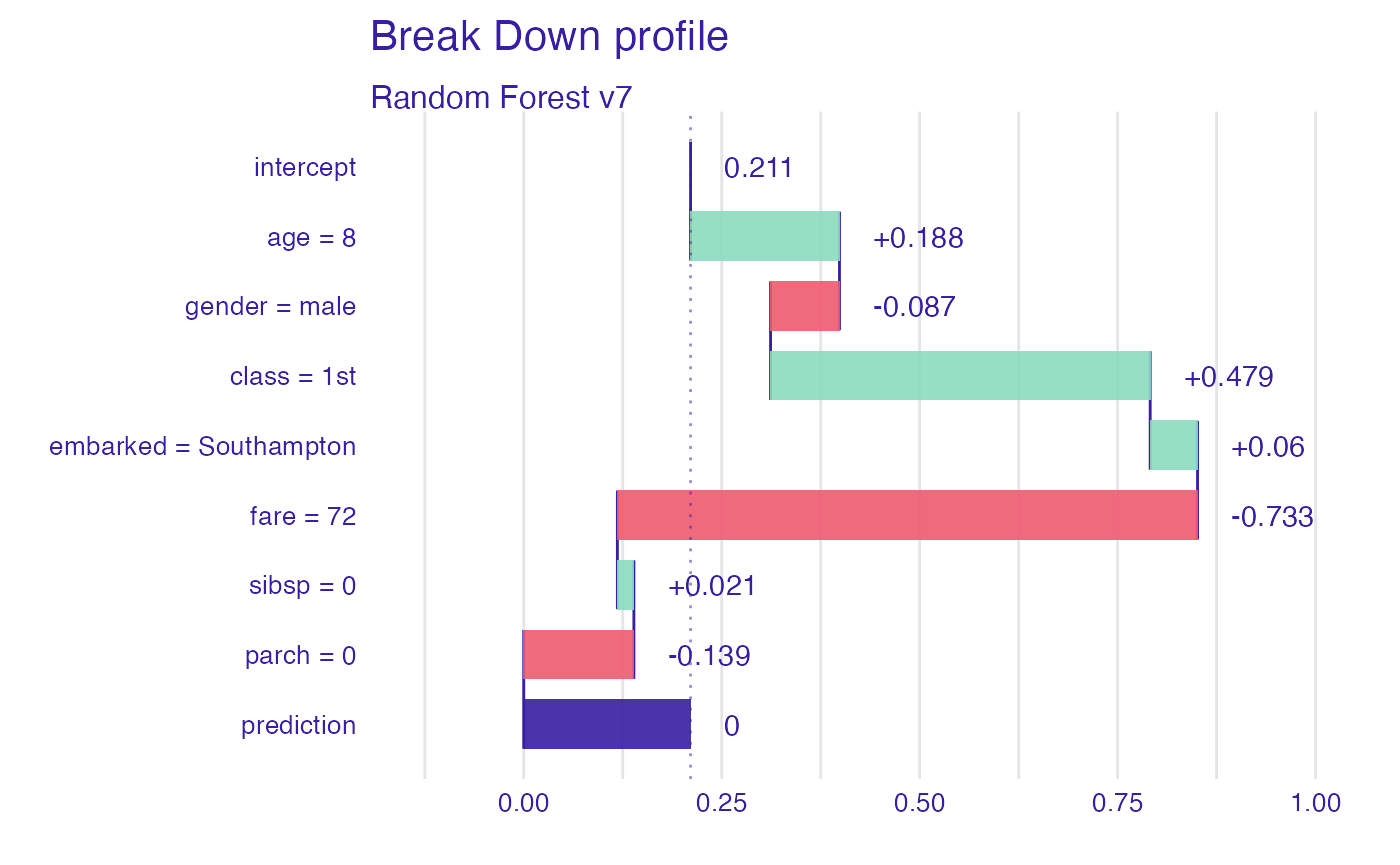 Break Down profile
Random Forest v7
intercept 0.211
age = 8 +0.188
gender = male -0.087
class = 1st +0.479
embarked = Southampton +0.06
fare = 72 -0.733
sibsp = 0 +0.021
parch = 0 -0.139
prediction 0
0.00 0.25 0.50 0.75 1.00